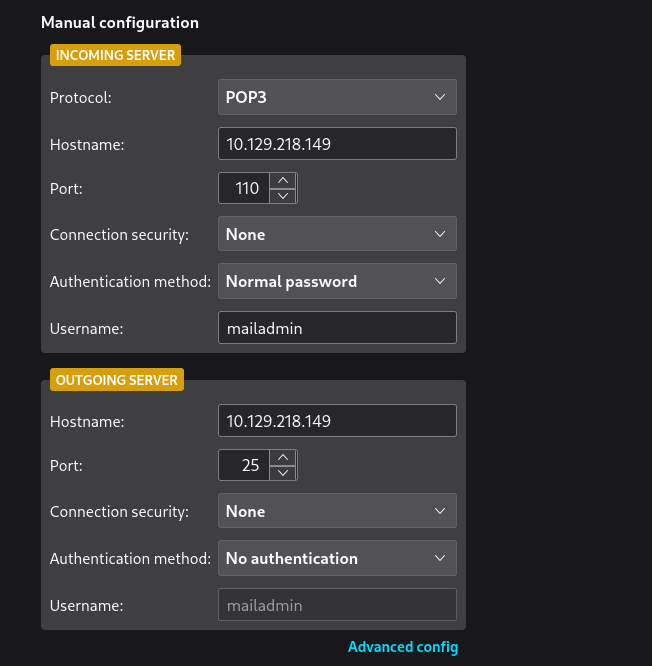 Manual configuration
INCOMING SERVER
Protocol: POP3
Hostname: 10.129.218.149
Port: 110
Connection security: None
Authentication method: Normal password
Username: mailadmin
OUTGOING SERVER
Hostname: 10.129.218.149
Port: 25
Connection security: None
Authentication method: No authentication
Username: mailadmin
Advanced config